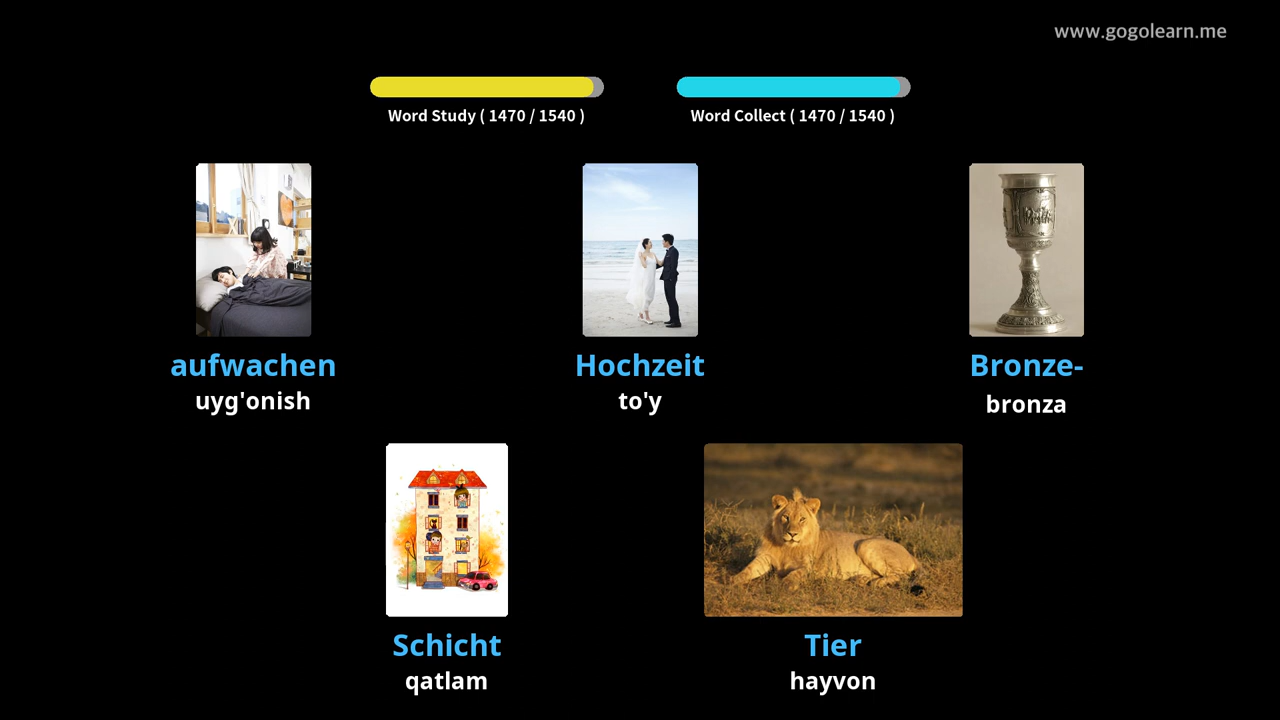 www.gogolearn.me
Word Study ( 1470 / 1540 )
Word Collect ( 1470 / 1540 )
aufwachen
uyg'onish
Hochzeit
to'y
Bronze-
bronza
Schicht
qatlam
Tier
hayvon